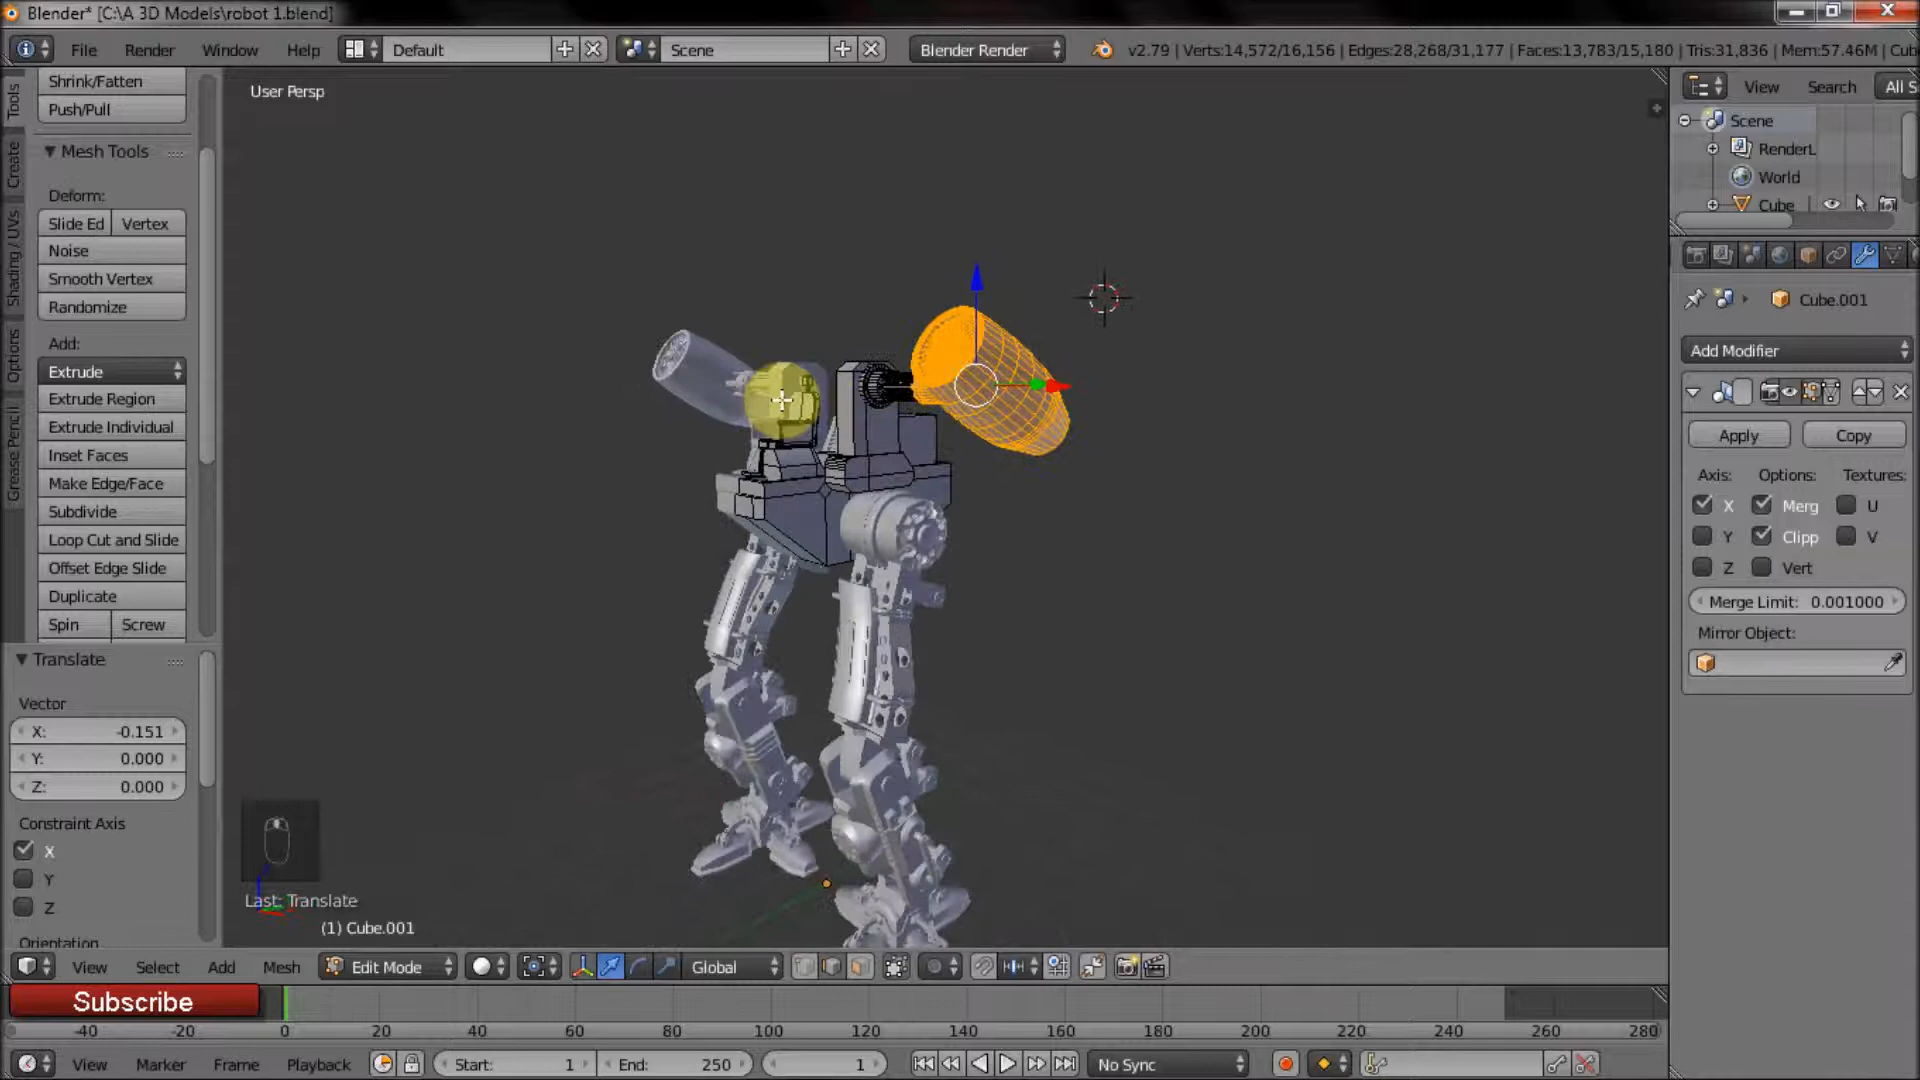 Blender* [C:\A 3D Models\robot 1.blend]
File Render Window Help Default Scene Blender Render v2.79 | Verts:14,572/16,156 | Edges:28,268/31,177 | Faces:13,783/15,180 | Tris:31,836 | Mem:57.46M | Cub
Tools
Create
Shading / UVs
Options
Grease Pencil
Shrink/Fatten
Push/Pull
Mesh Tools
Deform:
Slide Ed Vertex
Noise
Smooth Vertex
Randomize
Add:
Extrude
Extrude Region
Extrude Individual
Inset Faces
Make Edge/Face
Subdivide
Loop Cut and Slide
Offset Edge Slide
Duplicate
Spin Screw
Translate
Vector
X: -0.151
Y: 0.000
Z: 0.000
Constraint Axis
X
Y
Z
Orientation
User Persp
Last: Translate
(1) Cube.001
View Search All S
Scene
RenderL
World
Cube
Cube.001
Add Modifier
Apply Copy
Axis: Options: Textures:
X Merg U
Y Clipp V
Z Vert
Merge Limit: 0.001000
Mirror Object:
View Select Add Mesh Edit Mode Global
Subscribe
-40 -20 0 20 40 60 80 100 120 140 160 180 200 220 240 260 280
View Marker Frame Playback Start: 1 End: 250 1 No Sync